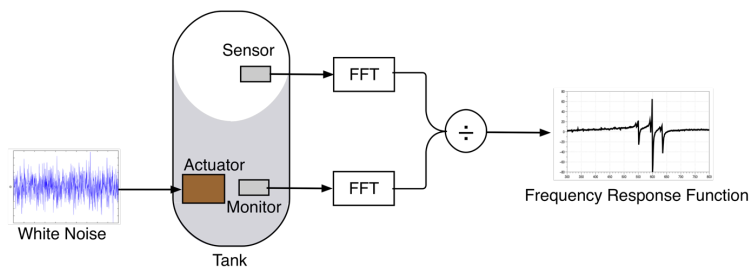 Sensor
FFT
÷
Actuator
Monitor
FFT
White Noise
Tank
Frequency Response Function